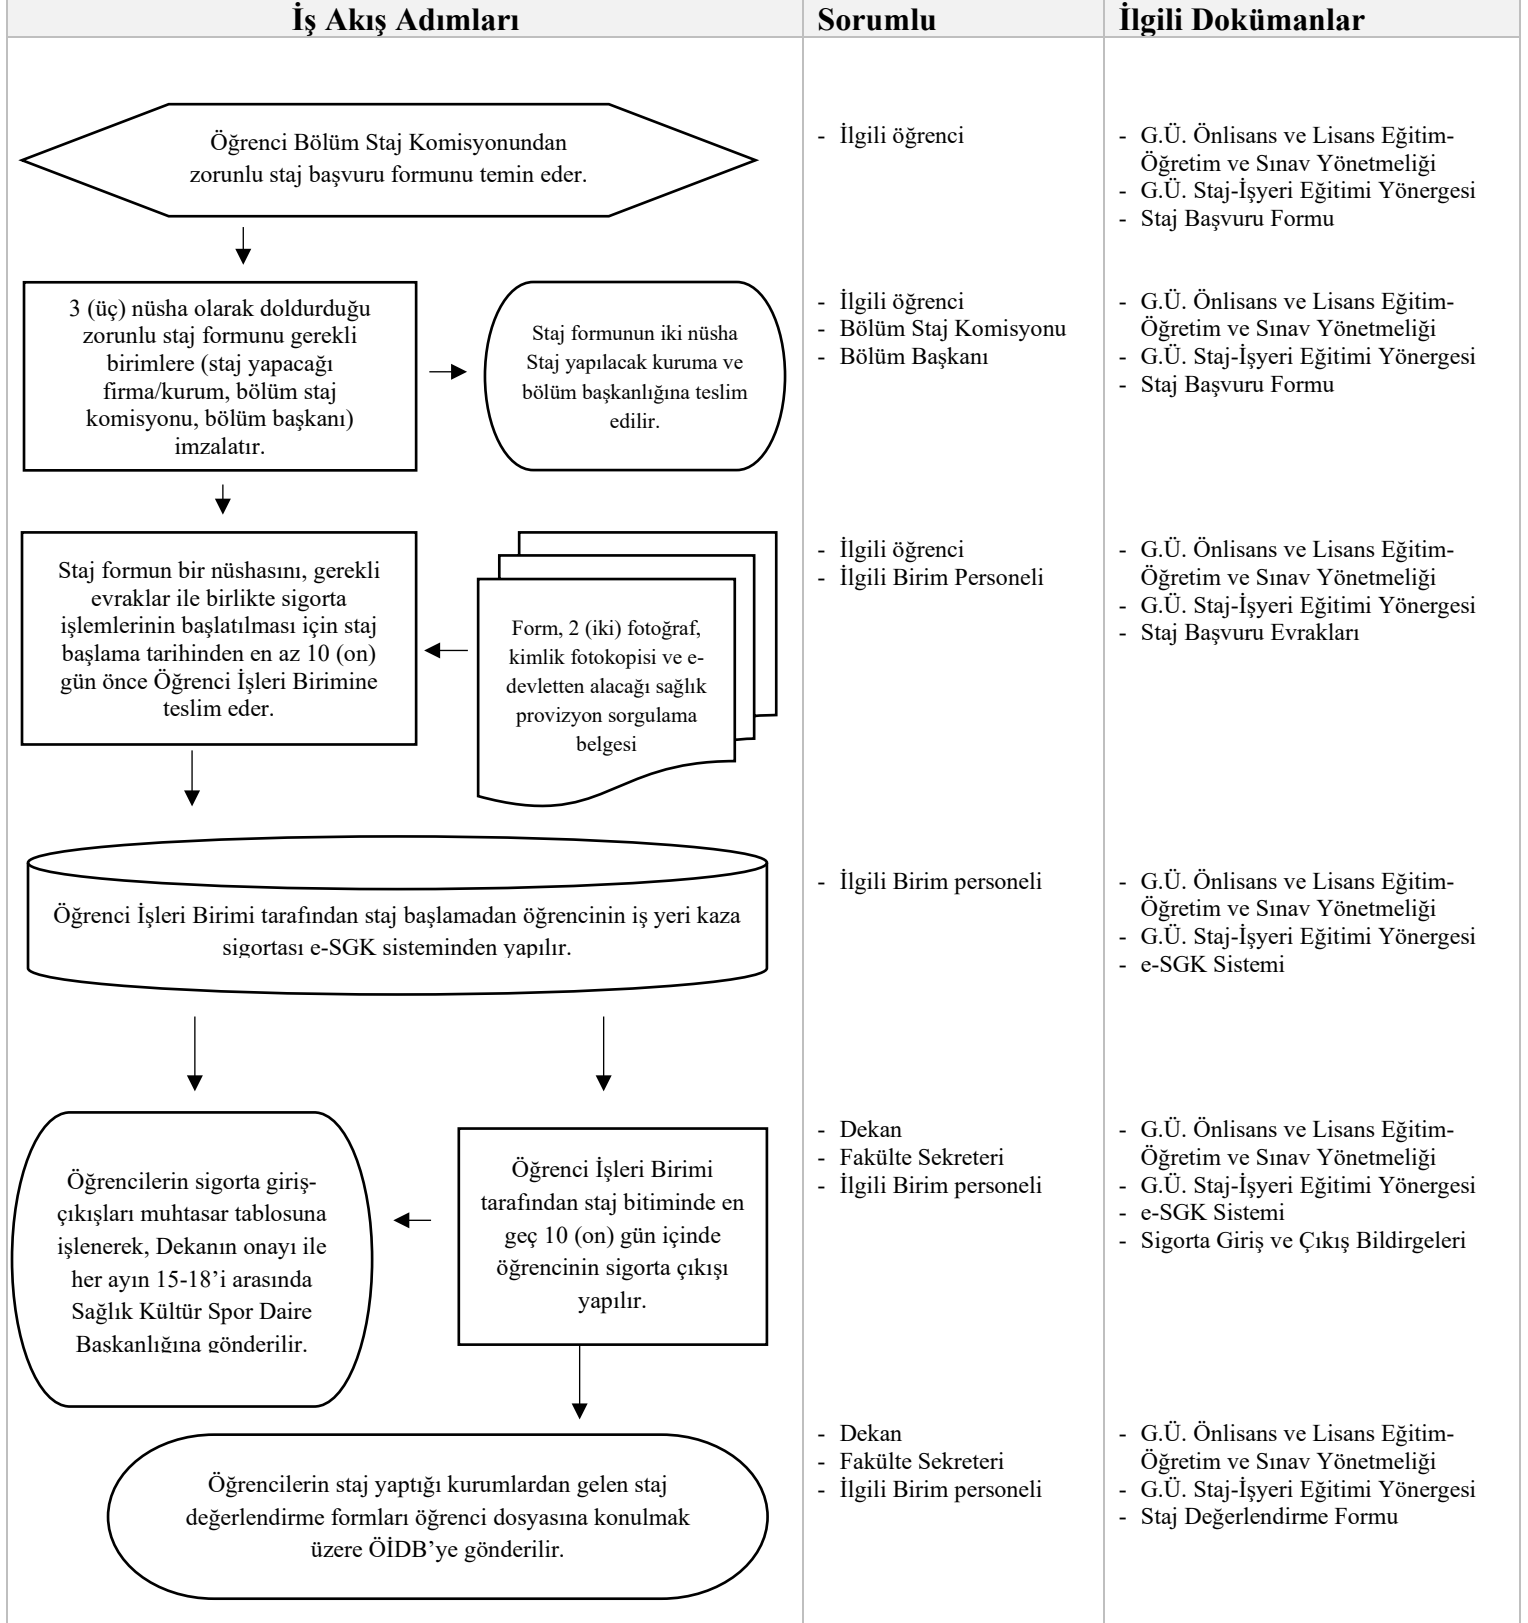 İş Akış Adımları
Sorumlu
İlgili Dokümanlar
Öğrenci Bölüm Staj Komisyonundan
zorunlu staj başvuru formunu temin eder.
- İlgili öğrenci
- G.Ü. Önlisans ve Lisans Eğitim-
Öğretim ve Sınav Yönetmeliği
- G.Ü. Staj-İşyeri Eğitimi Yönergesi
- Staj Başvuru Formu
3 (üç) nüsha olarak doldurduğu
zorunlu staj formunu gerekli
birimlere (staj yapacağı
firma/kurum, bölüm staj
komisyonu, bölüm başkanı)
imzalatır.
Staj formunun iki nüsha
Staj yapılacak kuruma ve
bölüm başkanlığına teslim
edilir.
- İlgili öğrenci
- Bölüm Staj Komisyonu
- Bölüm Başkanı
- G.Ü. Önlisans ve Lisans Eğitim-
Öğretim ve Sınav Yönetmeliği
- G.Ü. Staj-İşyeri Eğitimi Yönergesi
- Staj Başvuru Formu
Staj formun bir nüshasını, gerekli
evraklar ile birlikte sigorta
işlemlerinin başlatılması için staj
başlama tarihinden en az 10 (on)
gün önce Öğrenci İşleri Birimine
teslim eder.
Form, 2 (iki) fotoğraf,
kimlik fotokopisi ve e-
devletten alacağı sağlık
provizyon sorgulama
belgesi
- İlgili öğrenci
- İlgili Birim Personeli
- G.Ü. Önlisans ve Lisans Eğitim-
Öğretim ve Sınav Yönetmeliği
- G.Ü. Staj-İşyeri Eğitimi Yönergesi
- Staj Başvuru Evrakları
Öğrenci İşleri Birimi tarafından staj başlamadan öğrencinin iş yeri kaza
sigortası e-SGK sisteminden yapılır.
- İlgili Birim personeli
- G.Ü. Önlisans ve Lisans Eğitim-
Öğretim ve Sınav Yönetmeliği
- G.Ü. Staj-İşyeri Eğitimi Yönergesi
- e-SGK Sistemi
Öğrencilerin sigorta giriş-
çıkışları muhtasar tablosuna
işlenerek, Dekanın onayı ile
her ayın 15-18’i arasında
Sağlık Kültür Spor Daire
Başkanlığına gönderilir.
Öğrenci İşleri Birimi
tarafından staj bitiminde en
geç 10 (on) gün içinde
öğrencinin sigorta çıkışı
yapılır.
- Dekan
- Fakülte Sekreteri
- İlgili Birim personeli
- G.Ü. Önlisans ve Lisans Eğitim-
Öğretim ve Sınav Yönetmeliği
- G.Ü. Staj-İşyeri Eğitimi Yönergesi
- e-SGK Sistemi
- Sigorta Giriş ve Çıkış Bildirgeleri
Öğrencilerin staj yaptığı kurumlardan gelen staj
değerlendirme formları öğrenci dosyasına konulmak
üzere ÖİDB’ye gönderilir.
- Dekan
- Fakülte Sekreteri
- İlgili Birim personeli
- G.Ü. Önlisans ve Lisans Eğitim-
Öğretim ve Sınav Yönetmeliği
- G.Ü. Staj-İşyeri Eğitimi Yönergesi
- Staj Değerlendirme Formu